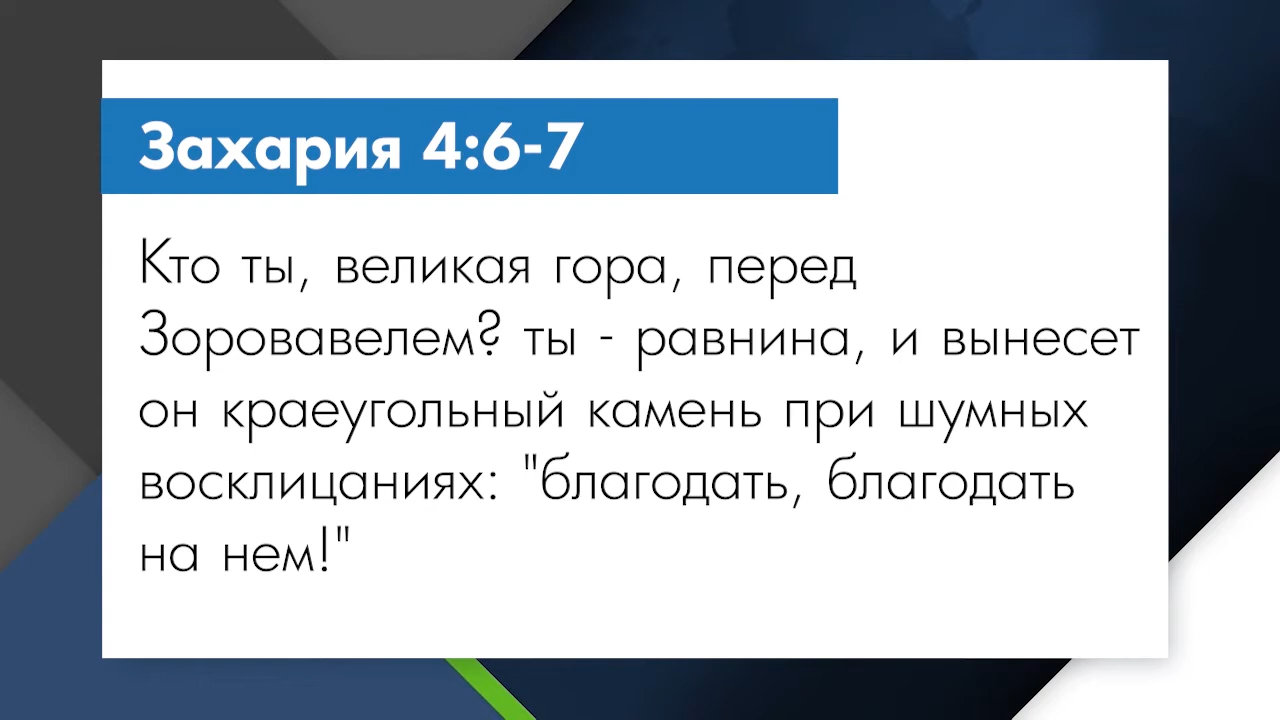 Захария 4:6-7
Кто ты, великая гора, перед
Зоровавелем? ты - равнина, и вынесет
он краеугольный камень при шумных
восклицаниях: "благодать, благодать
на нем!"